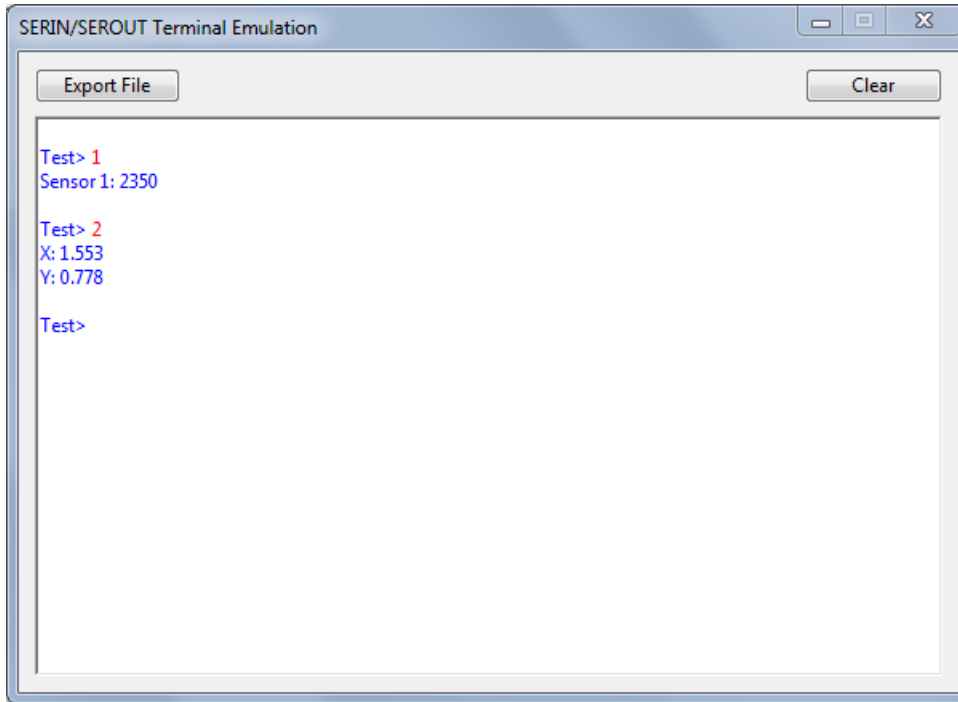 SERIN/SEROUT Terminal Emulation
Export File
Clear
Test> 1
Sensor 1: 2350
Test> 2
X: 1.553
Y: 0.778
Test>